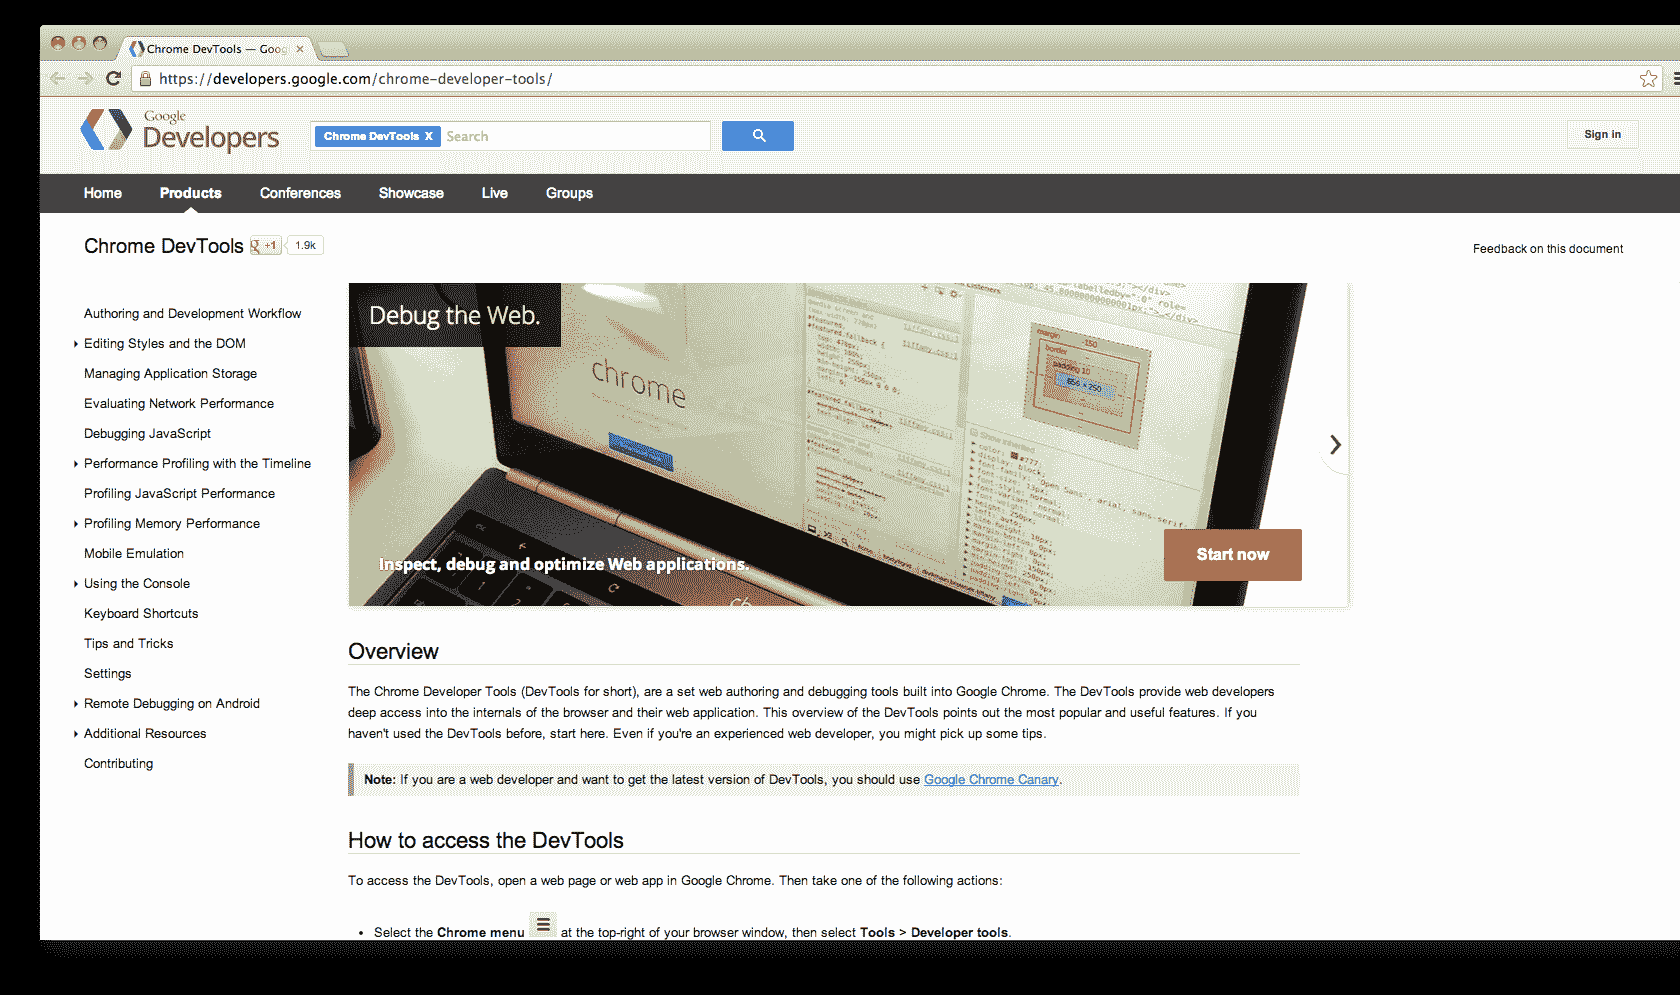 Chrome DevTools — Goog
https://developers.google.com/chrome-developer-tools/
Google
Developers
Chrome DevTools X Search
Sign in
Home Products Conferences Showcase Live Groups
Chrome DevTools g +1 1.9k
Feedback on this document
Authoring and Development Workflow
Editing Styles and the DOM
Managing Application Storage
Evaluating Network Performance
Debugging JavaScript
Performance Profiling with the Timeline
Profiling JavaScript Performance
Profiling Memory Performance
Mobile Emulation
Using the Console
Keyboard Shortcuts
Tips and Tricks
Settings
Remote Debugging on Android
Additional Resources
Contributing
Debug the Web.
chrome
margin -150
border
padding 10
Show inherited
Inspect, debug and optimize Web applications.
Start now
Overview
The Chrome Developer Tools (DevTools for short), are a set web authoring and debugging tools built into Google Chrome. The DevTools provide web developers
deep access into the internals of the browser and their web application. This overview of the DevTools points out the most popular and useful features. If you
haven't used the DevTools before, start here. Even if you're an experienced web developer, you might pick up some tips.
Note: If you are a web developer and want to get the latest version of DevTools, you should use Google Chrome Canary.
How to access the DevTools
To access the DevTools, open a web page or web app in Google Chrome. Then take one of the following actions:
• Select the Chrome menu ☰ at the top-right of your browser window, then select Tools > Developer tools.